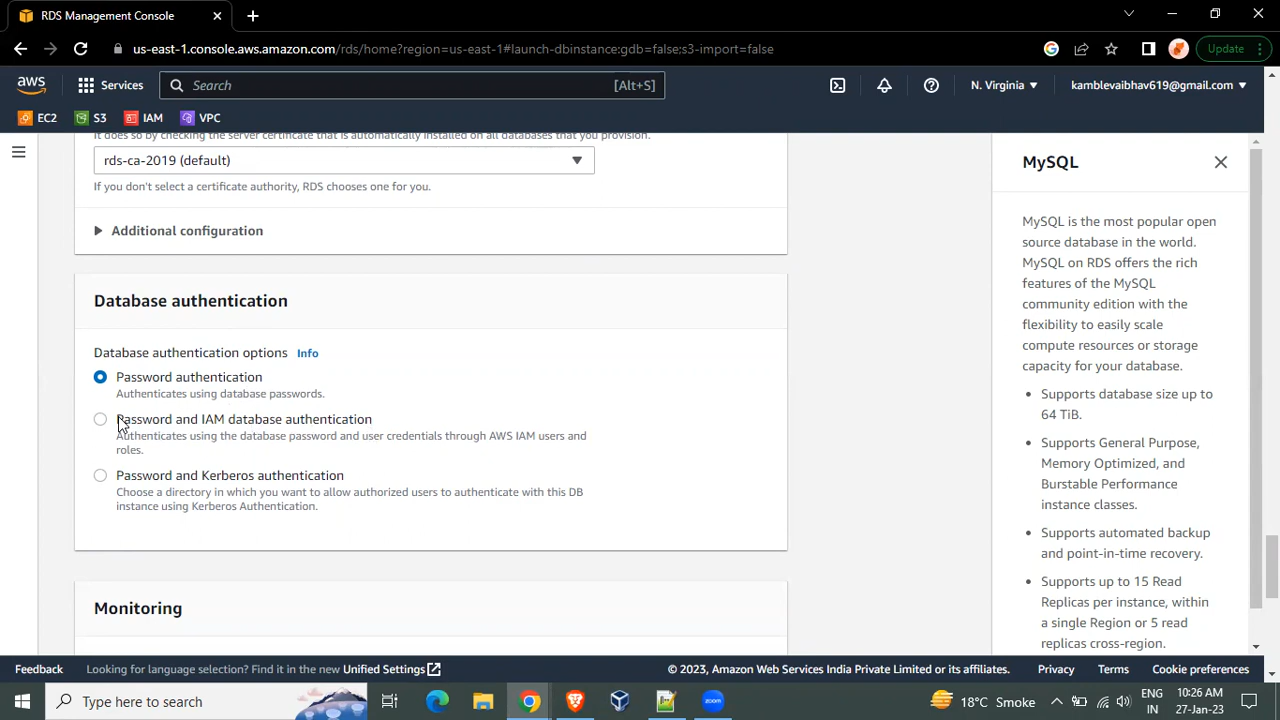 RDS Management Console
us-east-1.console.aws.amazon.com/rds/home?region=us-east-1#launch-dbinstance:gdb=false;s3-import=false
Update
aws
Services
Search
[Alt+S]
N. Virginia
kamblevaibhav619@gmail.com
EC2
S3
IAM
VPC
It does so by checking the server certificate that is automatically installed on all databases that you provision.
rds-ca-2019 (default)
If you don't select a certificate authority, RDS chooses one for you.
Additional configuration
Database authentication
Database authentication options Info
Password authentication
Authenticates using database passwords.
Password and IAM database authentication
Authenticates using the database password and user credentials through AWS IAM users and
roles.
Password and Kerberos authentication
Choose a directory in which you want to allow authorized users to authenticate with this DB
instance using Kerberos Authentication.
Monitoring
MySQL
MySQL is the most popular open
source database in the world.
MySQL on RDS offers the rich
features of the MySQL
community edition with the
flexibility to easily scale
compute resources or storage
capacity for your database.
Supports database size up to
64 TiB.
Supports General Purpose,
Memory Optimized, and
Burstable Performance
instance classes.
Supports automated backup
and point-in-time recovery.
Supports up to 15 Read
Replicas per instance, within
a single Region or 5 read
replicas cross-region.
Feedback
Looking for language selection? Find it in the new Unified Settings
© 2023, Amazon Web Services India Private Limited or its affiliates.
Privacy
Terms
Cookie preferences
Type here to search
zoom
18°C Smoke
ENG
IN
10:26 AM
27-Jan-23